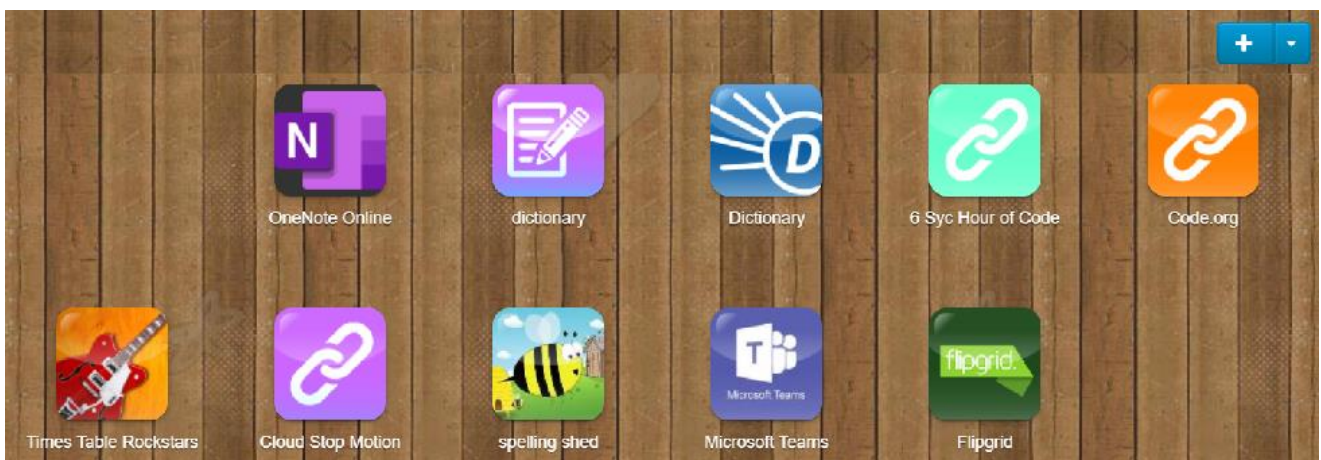 N
D
OneNote Online
dictionary
Dictionary
6 Syc Hour of Code
Code.org
flipgrid.
T
Microsoft Teams
Times Table Rockstars
Cloud Stop Motion
spelling shed
Microsoft Teams
Flipgrid